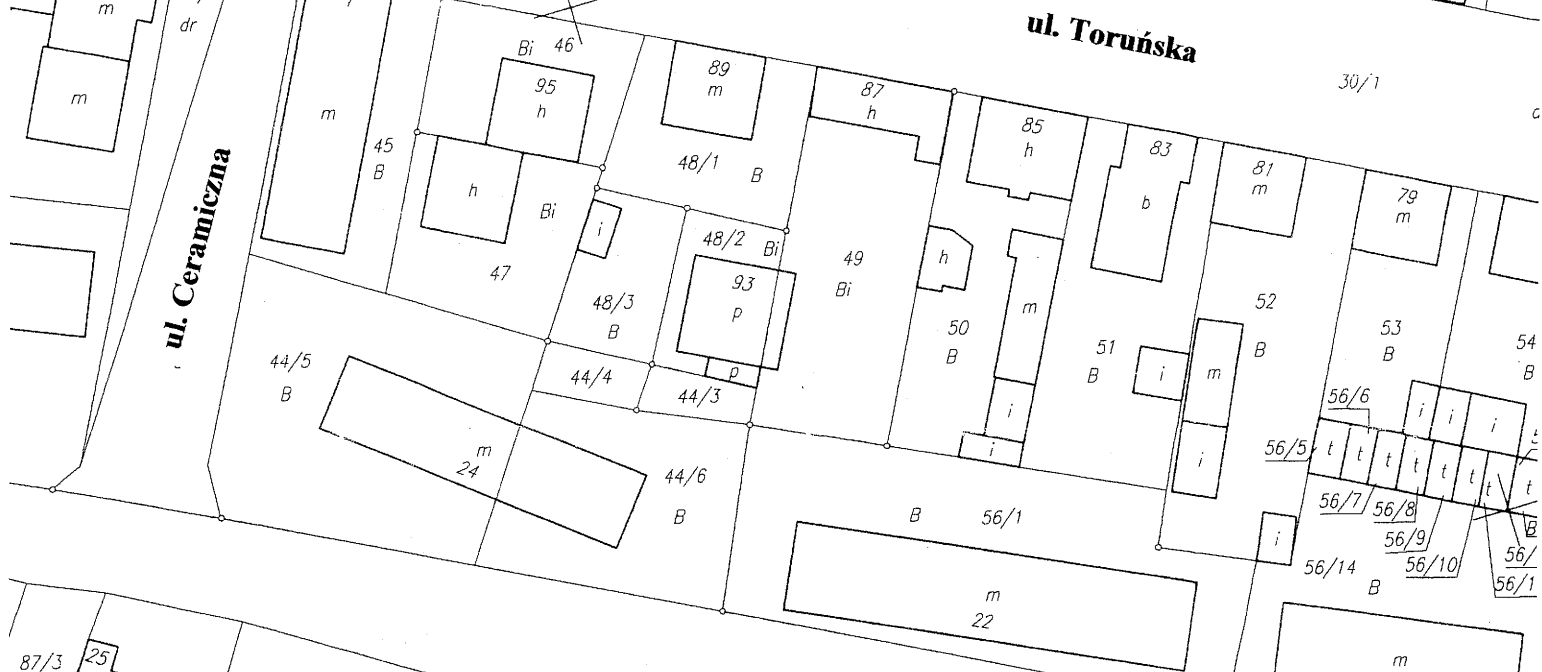 m
dr
m
ul. Ceramiczna
m
45
B
Bi 46
95
h
h
Bi
47
ul. Toruńska
30/1
89
m
48/1 B
87
h
i
48/2
Bi
93
p
p
48/3
B
49
Bi
85
h
83
b
81
m
79
m
h
m
50
B
i
i
51
B
i
52
B
m
i
53
B
54
B
44/5
B
44/4
44/3
m
24
44/6
B
B 56/1
m
22
56/6
56/5
t
t
t
t
t
t
t
t
i
i
i
56/7
56/8
56/9
56/10
56/
56/1
B
i
56/14
B
m
87/3
25